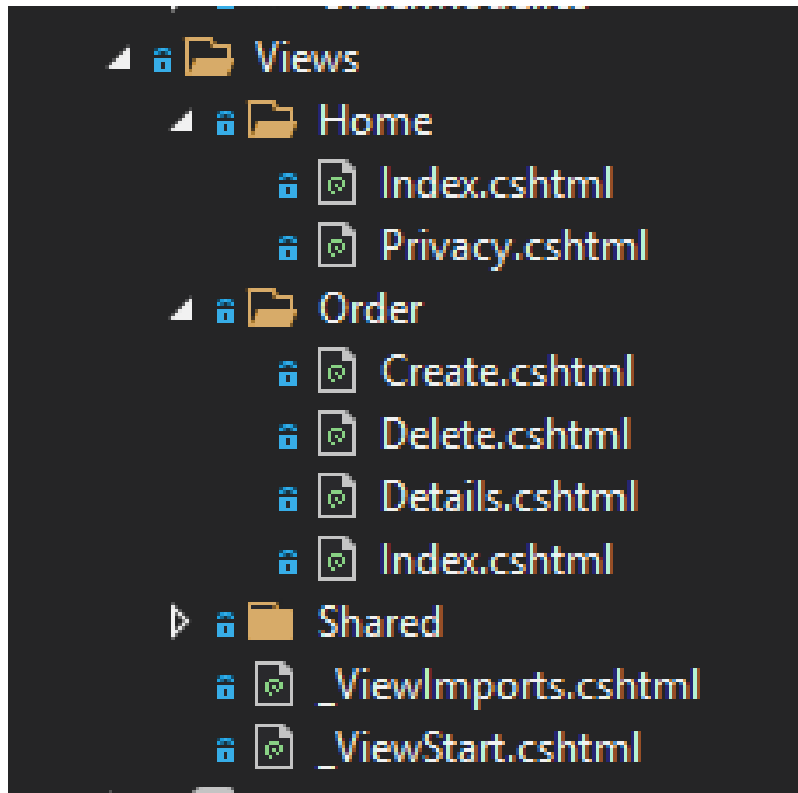 Views
Home
Index.cshtml
Privacy.cshtml
Order
Create.cshtml
Delete.cshtml
Details.cshtml
Index.cshtml
Shared
_ViewImports.cshtml
_ViewStart.cshtml